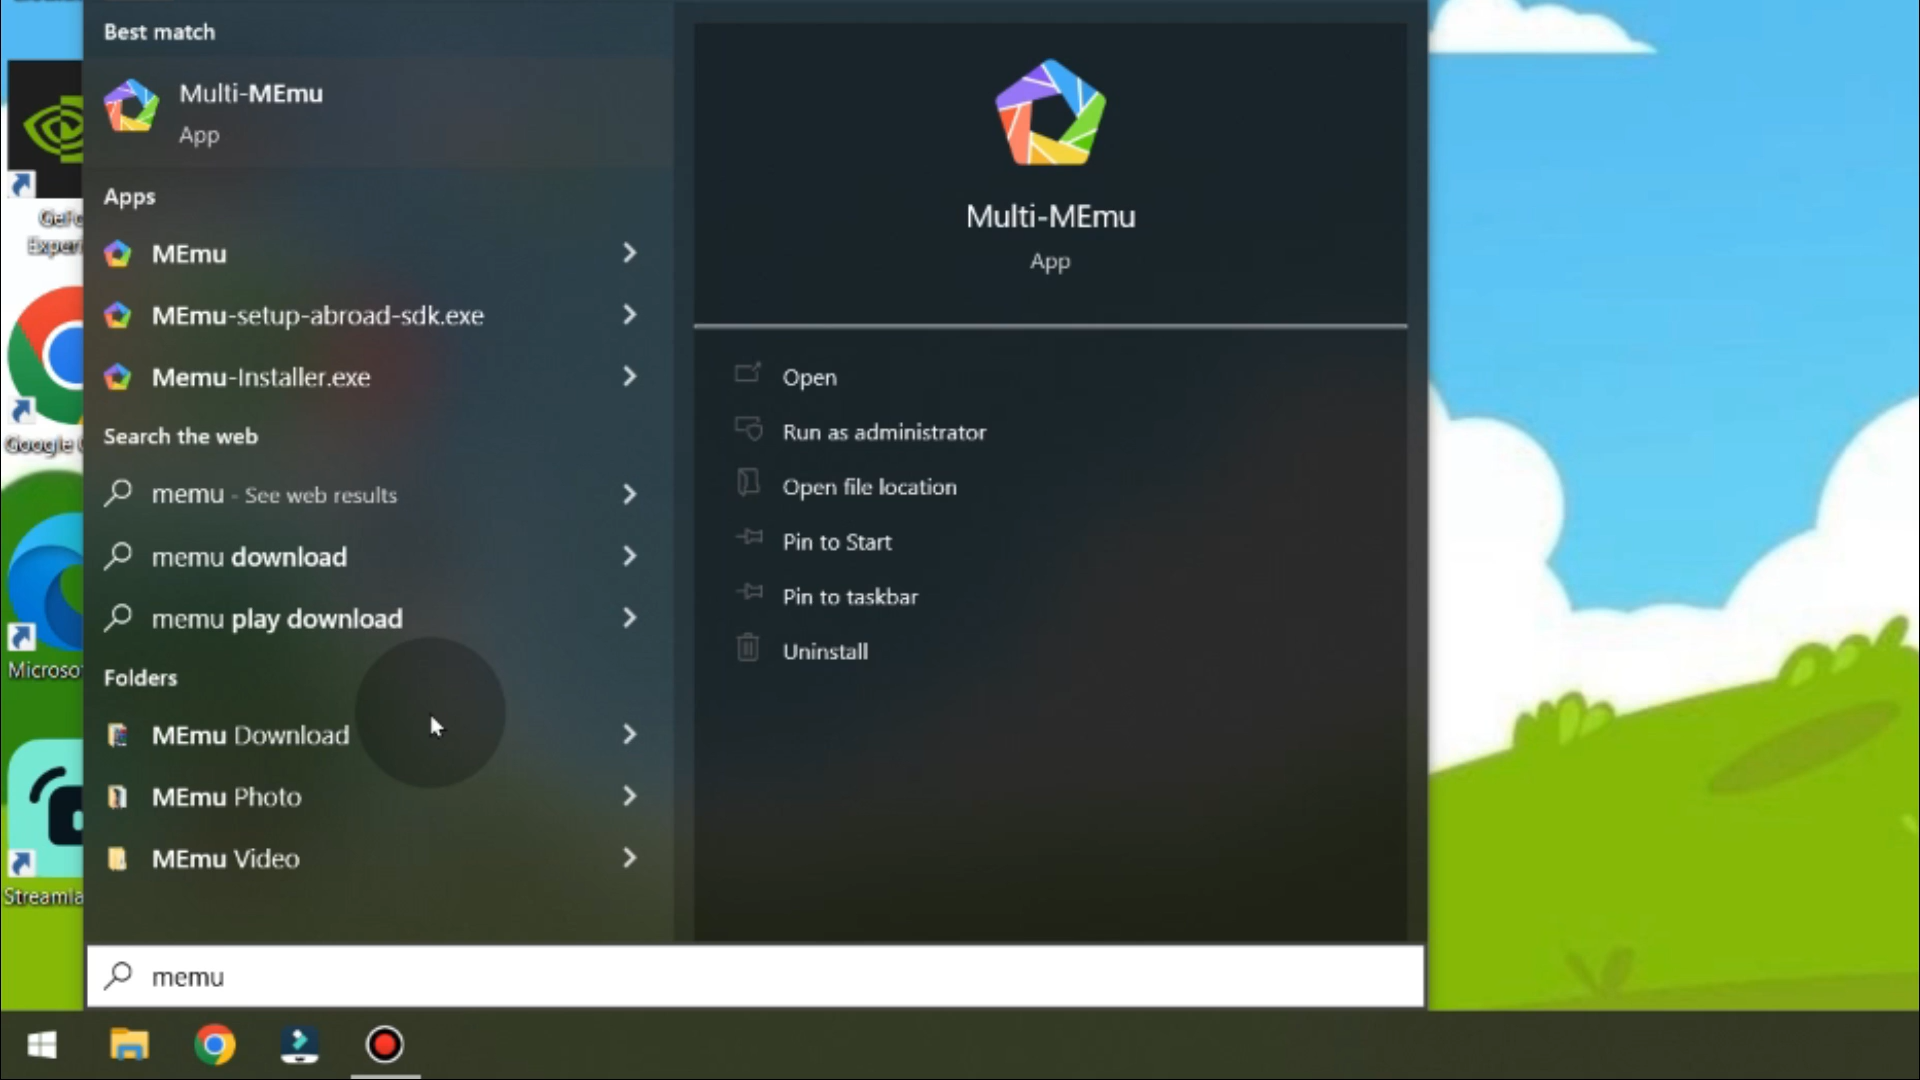 Best match
Multi-MEmu
App
Apps
MEmu
MEmu-setup-abroad-sdk.exe
Memu-Installer.exe
Search the web
memu - See web results
memu download
memu play download
Folders
MEmu Download
MEmu Photo
MEmu Video
memu
Multi-MEmu
App
Open
Run as administrator
Open file location
Pin to Start
Pin to taskbar
Uninstall
Google